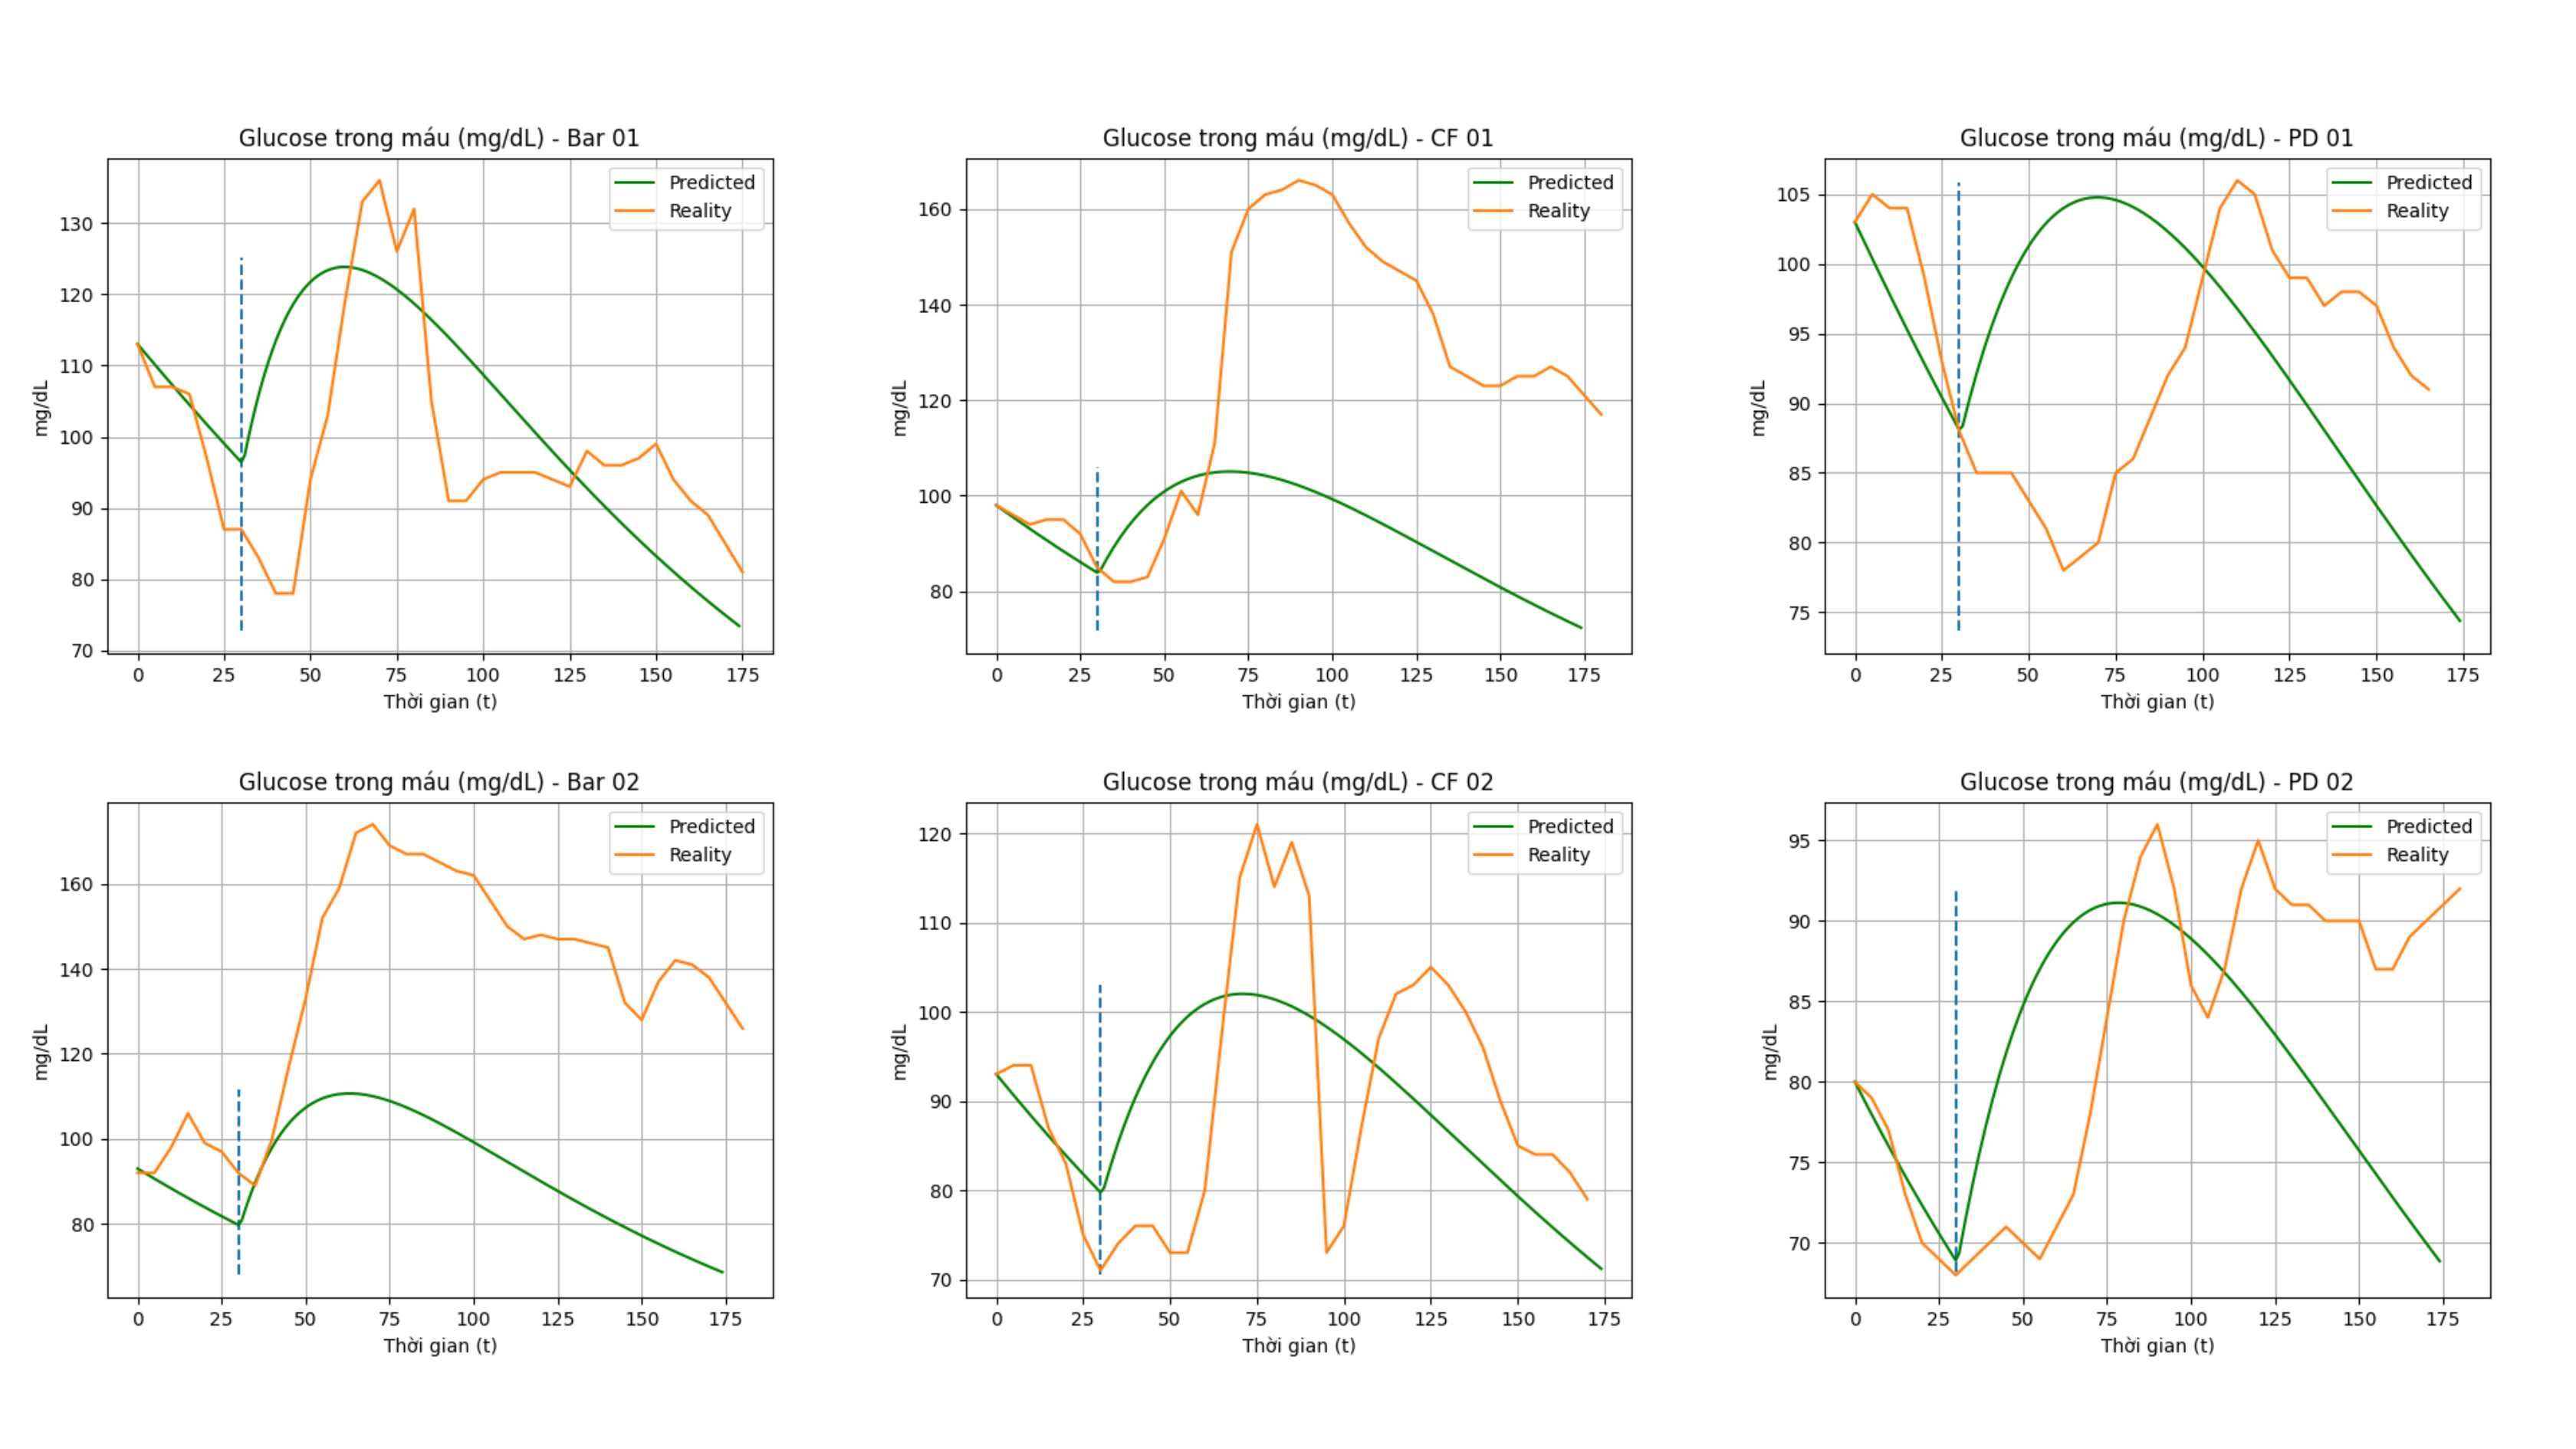 Glucose trong máu (mg/dL) - Bar 01
Predicted
Reality
mg/dL
130
120
110
100
90
80
70
0 25 50 75 100 125 150 175
Thời gian (t)
Glucose trong máu (mg/dL) - CF 01
Predicted
Reality
mg/dL
160
140
120
100
80
0 25 50 75 100 125 150 175
Thời gian (t)
Glucose trong máu (mg/dL) - PD 01
Predicted
Reality
mg/dL
105
100
95
90
85
80
75
0 25 50 75 100 125 150 175
Thời gian (t)
Glucose trong máu (mg/dL) - Bar 02
Predicted
Reality
mg/dL
160
140
120
100
80
0 25 50 75 100 125 150 175
Thời gian (t)
Glucose trong máu (mg/dL) - CF 02
Predicted
Reality
mg/dL
120
110
100
90
80
70
0 25 50 75 100 125 150 175
Thời gian (t)
Glucose trong máu (mg/dL) - PD 02
Predicted
Reality
mg/dL
95
90
85
80
75
70
0 25 50 75 100 125 150 175
Thời gian (t)